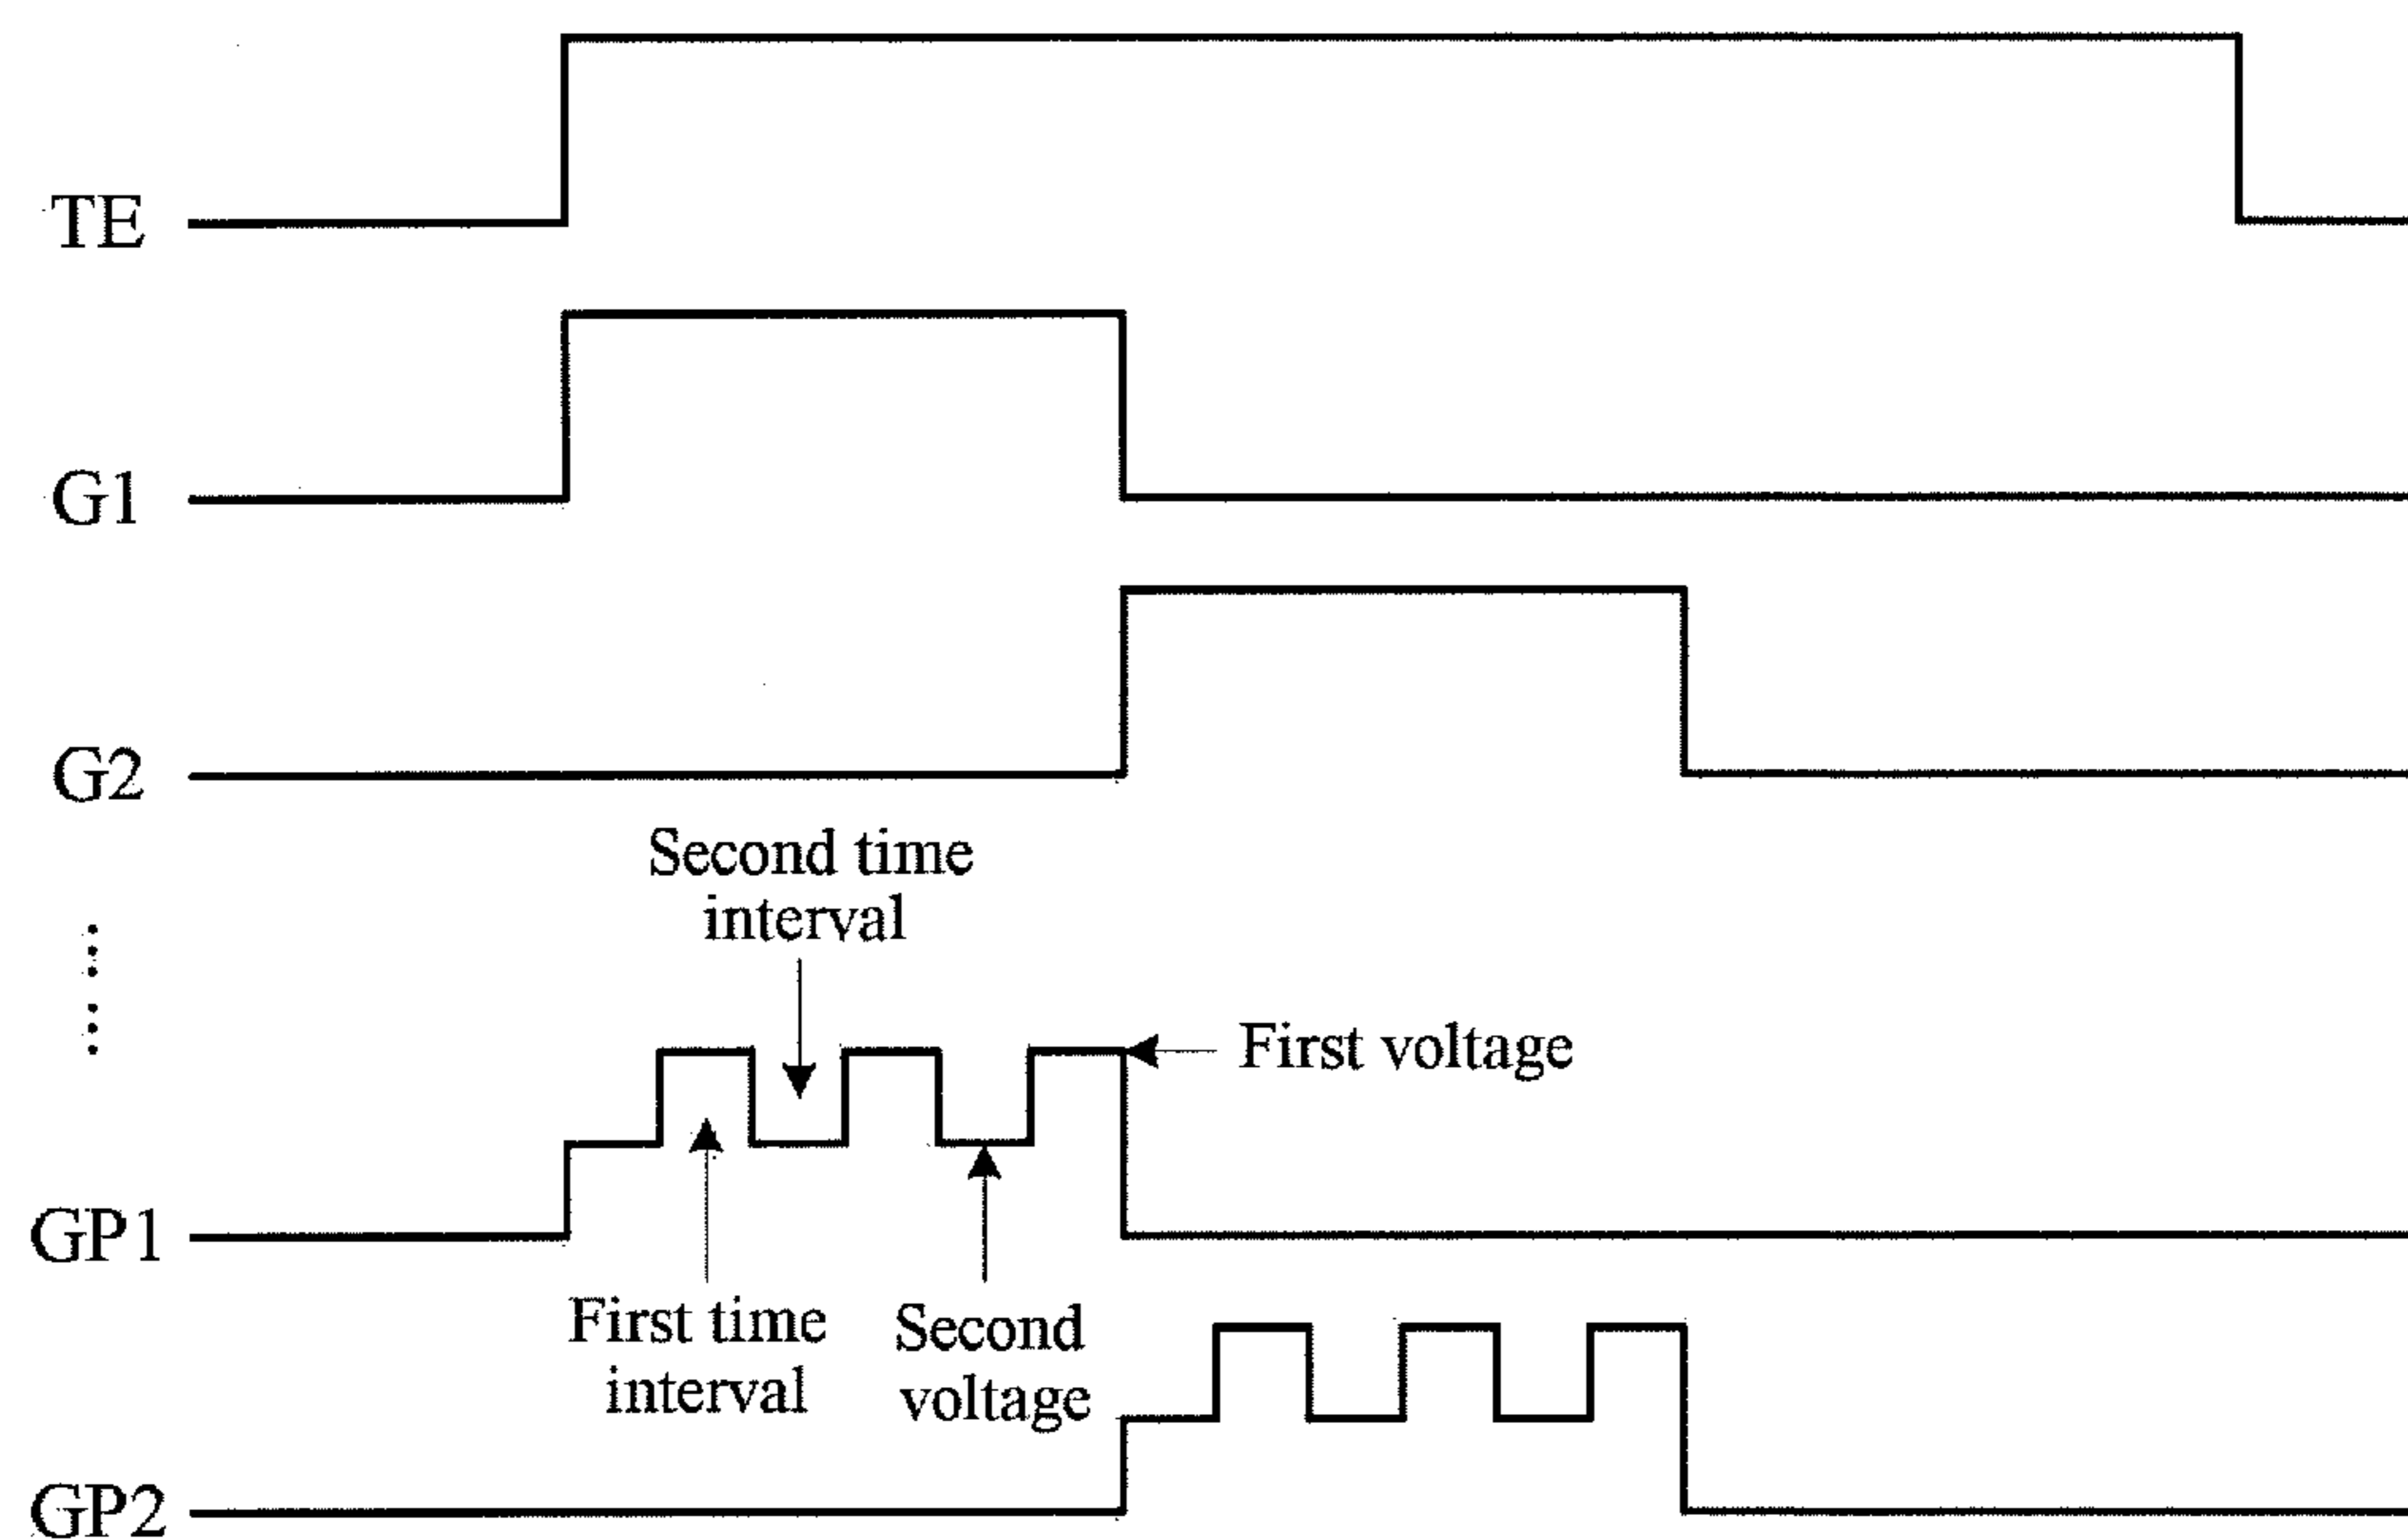 TE
G1
G2
Second time
interval
First voltage
GP1
First time
interval
Second
voltage
GP2